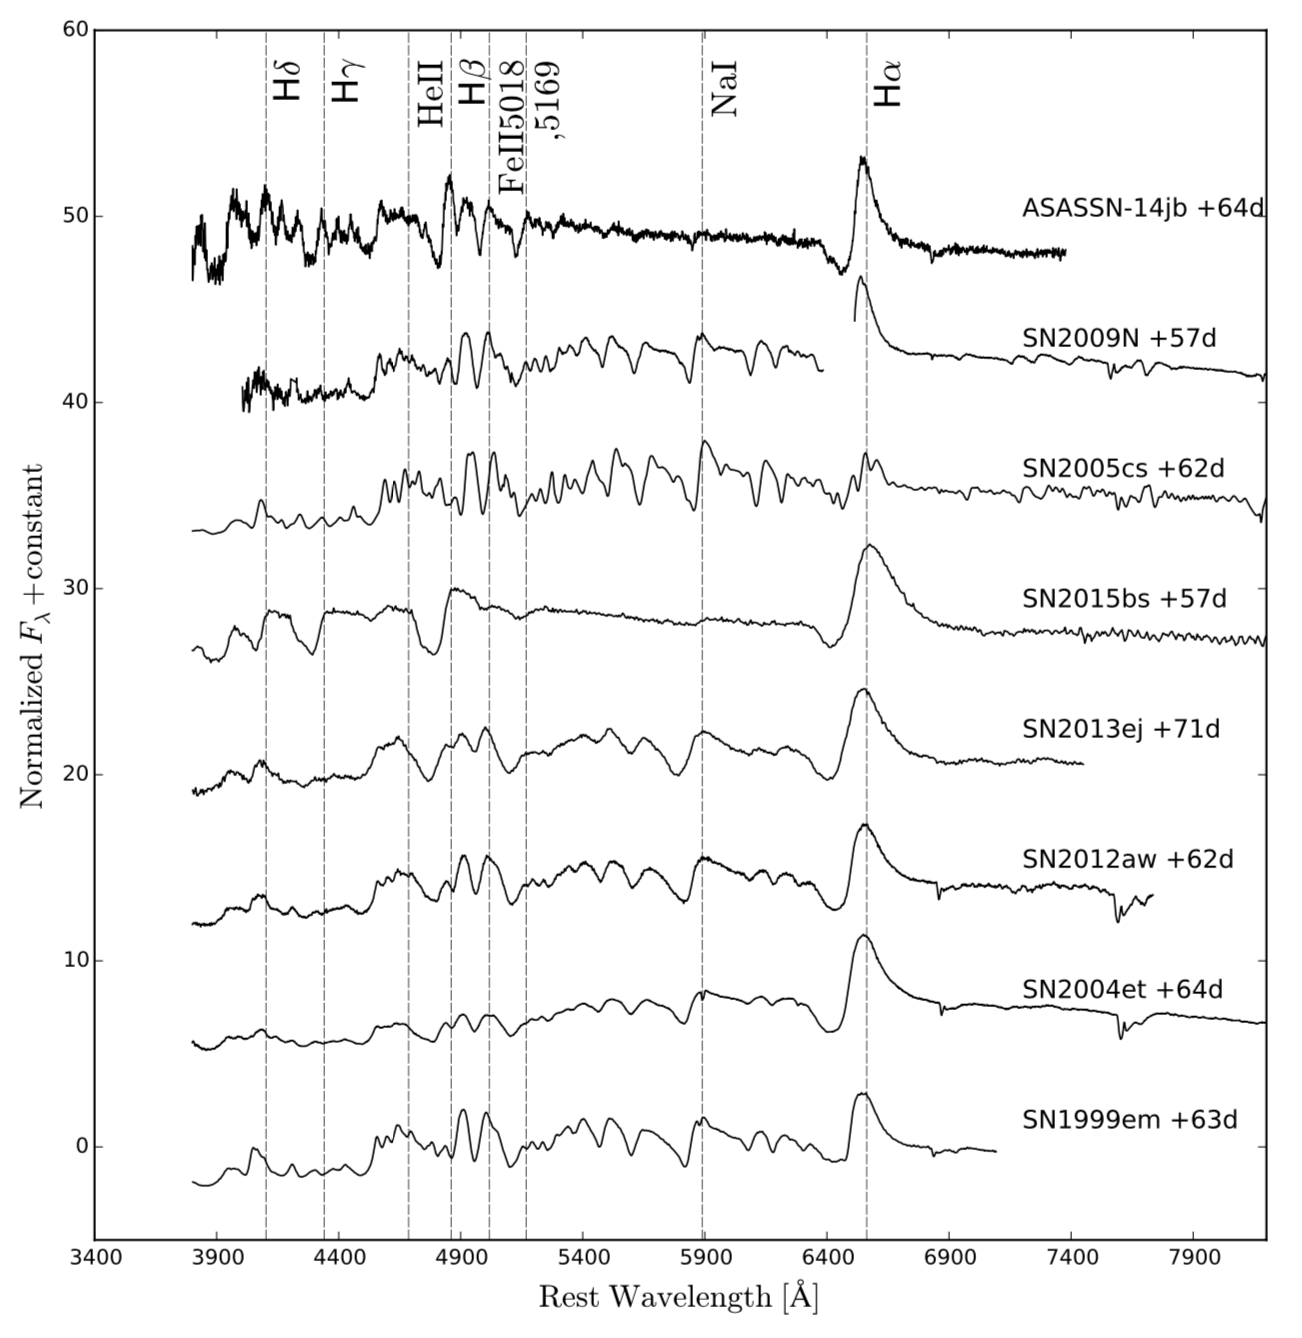 60
50
40
30
20
10
0
Normalized F_λ +constant
Hδ
Hγ
HeII
Hβ
FeII5018
,5169
NaI
Hα
ASASSN-14jb +64d
SN2009N +57d
SN2005cs +62d
SN2015bs +57d
SN2013ej +71d
SN2012aw +62d
SN2004et +64d
SN1999em +63d
3400 3900 4400 4900 5400 5900 6400 6900 7400 7900
Rest Wavelength [Å]